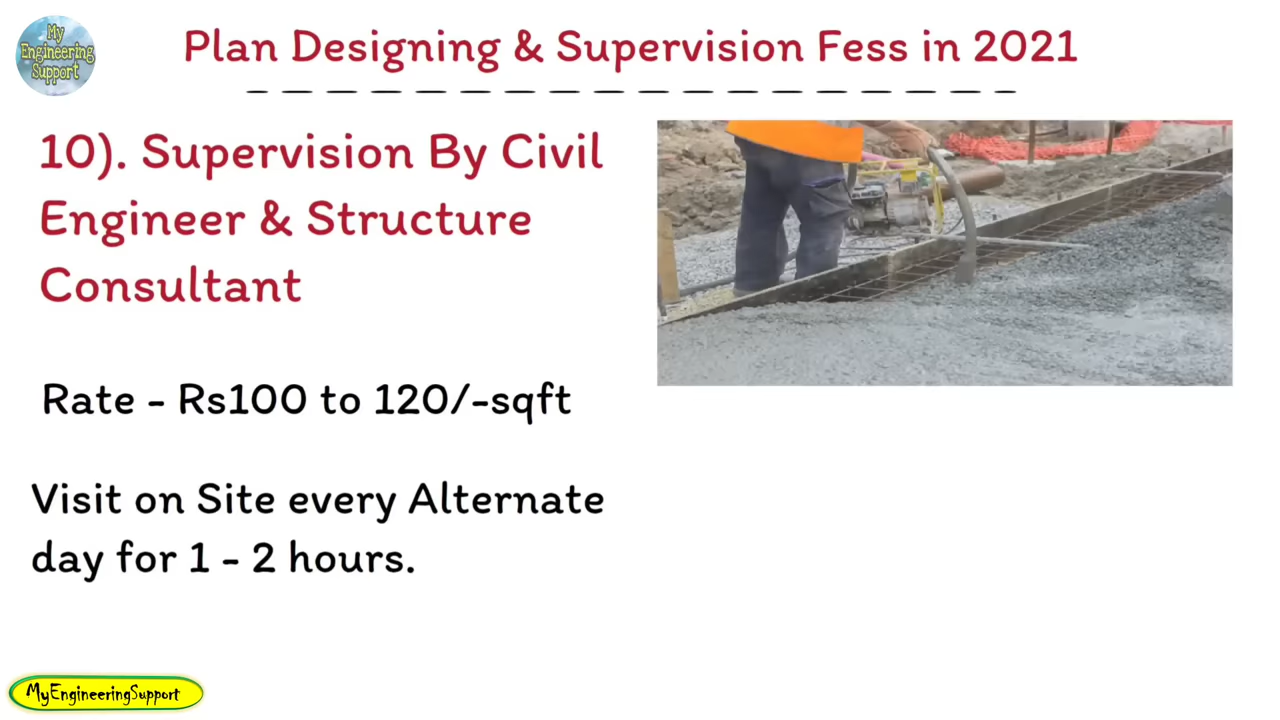 My
Engineering
Support
Plan Designing & Supervision Fess in 2021
10). Supervision By Civil
Engineer & Structure
Consultant
Rate - Rs100 to 120/-sqft
Visit on Site every Alternate
day for 1 - 2 hours.
MyEngineeringSupport